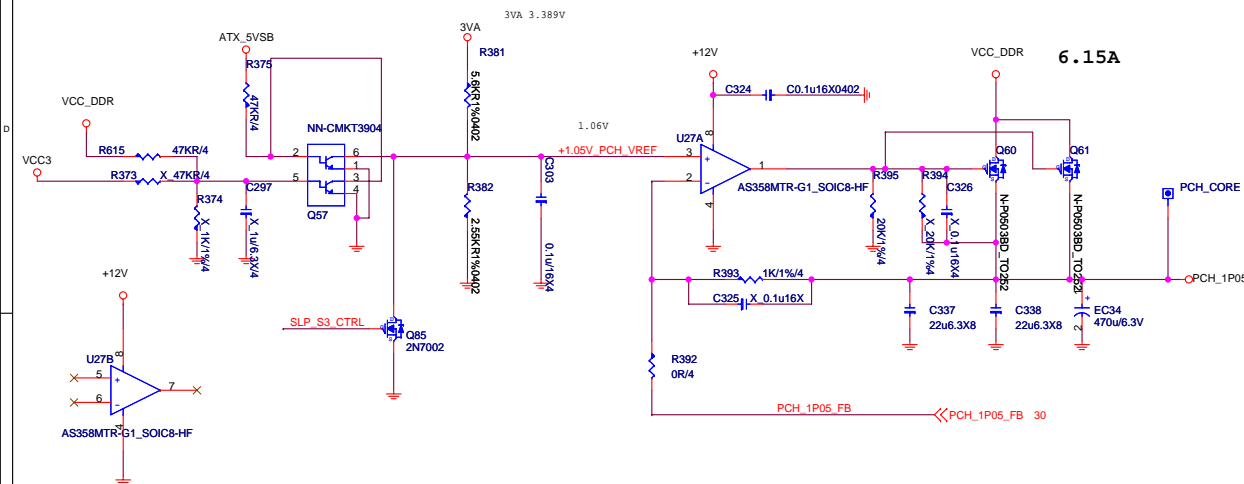 3VA 3.389V
3VA
ATX_5VSB
R381
+12V
VCC_DDR
6.15A
R375
5.6KR1%0402
47KR/4
C324
C0.1u16X0402
VCC_DDR
NN-CMKT3904
1.06V
U27A
8
R615
47KR/4
2
6
+1.05V_PCH_VREF
3
+
1
Q60
Q61
VCC3
1
C303
R373
X_47KR/4
5
3
2
-
AS358MTR-G1_SOIC8-HF
R395
R394
C326
PCH_CORE
C297
4
R382
4
R374
Q57
X_1K/1%/4
X_1u/6.3X/4
2.55KR1%0402
0.1u/16X4
20K/1%/4
X_20K/1%4
X_0.1u16X4
N-P0503BD_TO252
N-P0503BD_TO252
+12V
R393
1K/1%/4
PCH_1P05
C325
X_0.1u16X
C337
22u6.3X8
C338
22u6.3X8
+
EC34
470u/6.3V
2
SLP_S3_CTRL
Q85
2N7002
U27B
8
5
+
7
6
-
R392
0R/4
4
AS358MTR-G1_SOIC8-HF
PCH_1P05_FB
PCH_1P05_FB 30
D